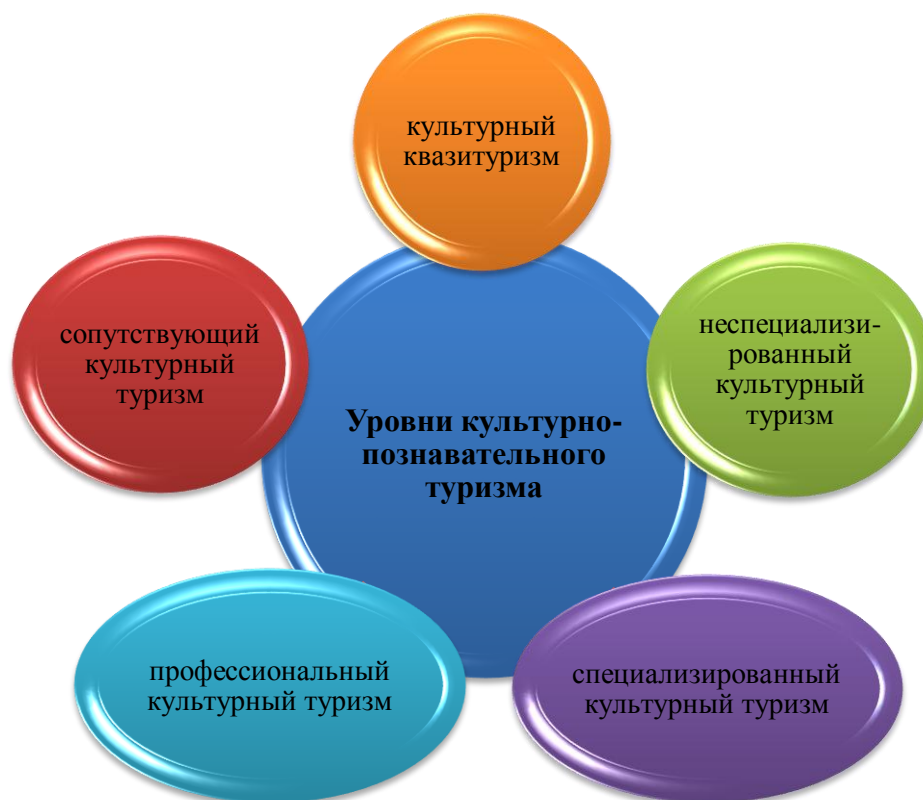 культурный
квазитуризм
сопутствующий
культурный
туризм
неспециализи-
рованный
культурный
туризм
Уровни культурно-
познавательного
туризма
профессиональный
культурный туризм
специализированный
культурный туризм